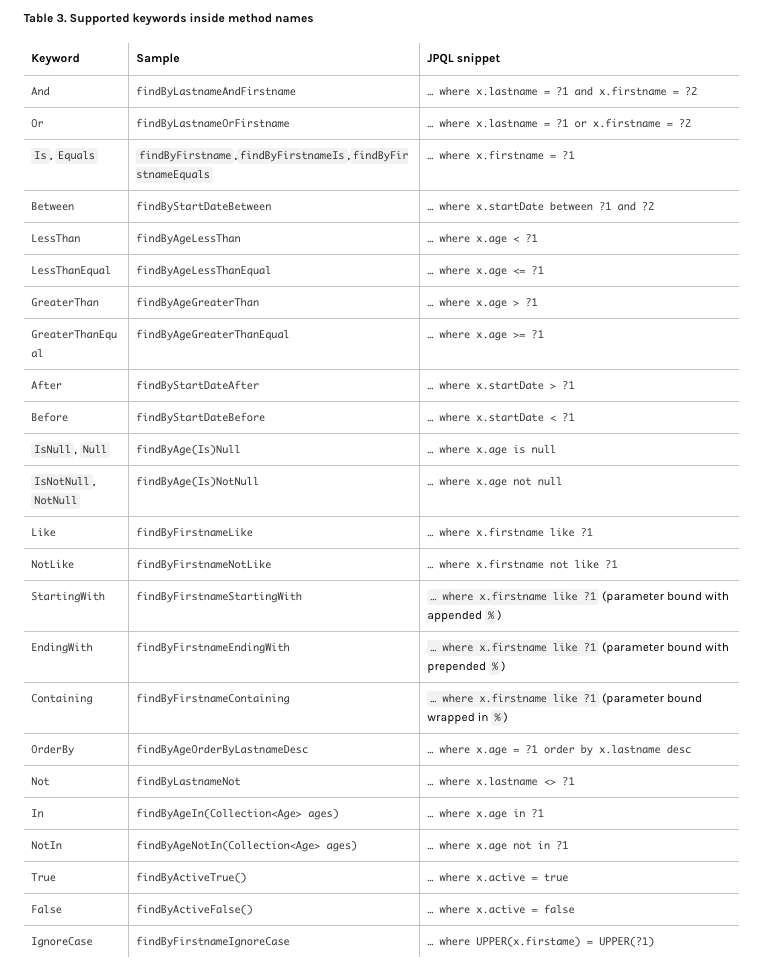 Table 3. Supported keywords inside method names
Keyword Sample JPQL snippet
And findByLastnameAndFirstname … where x.lastname = ?1 and x.firstname = ?2
Or findByLastnameOrFirstname … where x.lastname = ?1 or x.firstname = ?2
Is, Equals findByFirstname,findByFirstnameIs,findByFir … where x.firstname = ?1
stnameEquals
Between findByStartDateBetween … where x.startDate between ?1 and ?2
LessThan findByAgeLessThan … where x.age < ?1
LessThanEqual findByAgeLessThanEqual … where x.age <= ?1
GreaterThan findByAgeGreaterThan … where x.age > ?1
GreaterThanEqu findByAgeGreaterThanEqual … where x.age >= ?1
al
After findByStartDateAfter … where x.startDate > ?1
Before findByStartDateBefore … where x.startDate < ?1
IsNull, Null findByAge(Is)Null … where x.age is null
IsNotNull, findByAge(Is)NotNull … where x.age not null
NotNull
Like findByFirstnameLike … where x.firstname like ?1
NotLike findByFirstnameNotLike … where x.firstname not like ?1
StartingWith findByFirstnameStartingWith … where x.firstname like ?1 (parameter bound with
appended %)
EndingWith findByFirstnameEndingWith … where x.firstname like ?1 (parameter bound with
prepended %)
Containing findByFirstnameContaining … where x.firstname like ?1 (parameter bound
wrapped in %)
OrderBy findByAgeOrderByLastnameDesc … where x.age = ?1 order by x.lastname desc
Not findByLastnameNot … where x.lastname <> ?1
In findByAgeIn(Collection<Age> ages) … where x.age in ?1
NotIn findByAgeNotIn(Collection<Age> ages) … where x.age not in ?1
True findByActiveTrue() … where x.active = true
False findByActiveFalse() … where x.active = false
IgnoreCase findByFirstnameIgnoreCase … where UPPER(x.firstame) = UPPER(?1)